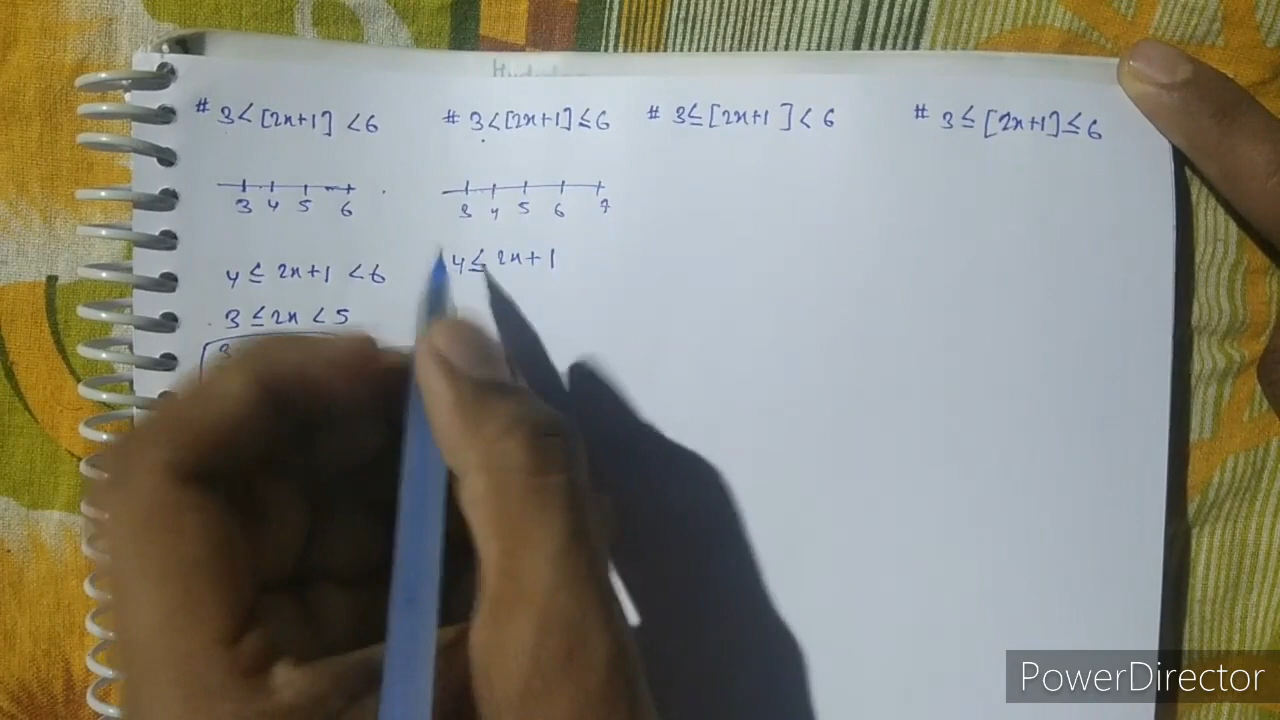 # 3 < [2x+1] < 6
3 4 5 6
4 ≤ 2x+1 < 6
3 ≤ 2x < 5
3
# 3 < [2x+1] ≤ 6
3 4 5 6 7
4 ≤ 2x+1
# 3 ≤ [2x+1] < 6
# 3 ≤ [2x+1] ≤ 6
PowerDirector